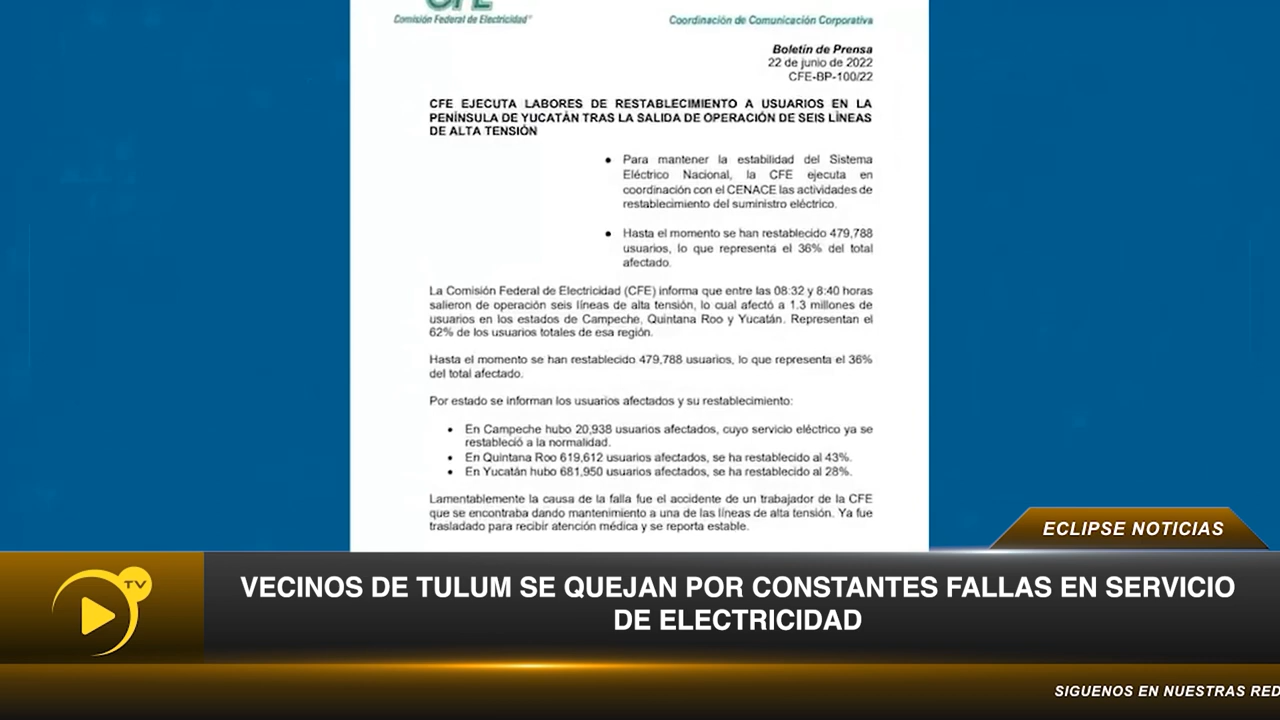 CFE
Comisión Federal de Electricidad®
Coordinación de Comunicación Corporativa
Boletín de Prensa
22 de junio de 2022
CFE-BP-100/22
CFE EJECUTA LABORES DE RESTABLECIMIENTO A USUARIOS EN LA
PENÍNSULA DE YUCATÁN TRAS LA SALIDA DE OPERACIÓN DE SEIS LÍNEAS
DE ALTA TENSIÓN
• Para mantener la estabilidad del Sistema
Eléctrico Nacional, la CFE ejecuta en
coordinación con el CENACE las actividades de
restablecimiento del suministro eléctrico.
• Hasta el momento se han restablecido 479,788
usuarios, lo que representa el 36% del total
afectado.
La Comisión Federal de Electricidad (CFE) informa que entre las 08:32 y 8:40 horas
salieron de operación seis líneas de alta tensión, lo cual afectó a 1.3 millones de
usuarios en los estados de Campeche, Quintana Roo y Yucatán. Representan el
62% de los usuarios totales de esa región.
Hasta el momento se han restablecido 479,788 usuarios, lo que representa el 36%
del total afectado.
Por estado se informan los usuarios afectados y su restablecimiento:
• En Campeche hubo 20,938 usuarios afectados, cuyo servicio eléctrico ya se
restableció a la normalidad.
• En Quintana Roo 619,612 usuarios afectados, se ha restablecido al 43%.
• En Yucatán hubo 681,950 usuarios afectados, se ha restablecido al 28%.
Lamentablemente la causa de la falla fue el accidente de un trabajador de la CFE
que se encontraba dando mantenimiento a una de las líneas de alta tensión. Ya fue
trasladado para recibir atención médica y se reporta estable.
ECLIPSE NOTICIAS
TV
VECINOS DE TULUM SE QUEJAN POR CONSTANTES FALLAS EN SERVICIO
DE ELECTRICIDAD
SIGUENOS EN NUESTRAS RED